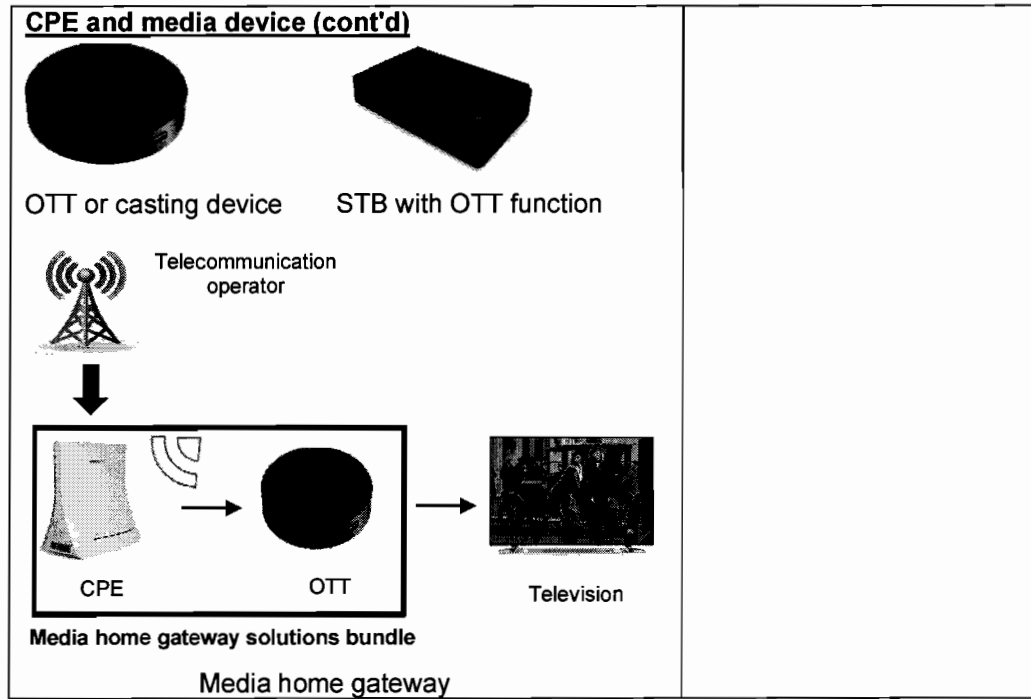 CPE and media device (cont'd)
OTT or casting device
STB with OTT function
Telecommunication
operator
CPE
OTT
Television
Media home gateway solutions bundle
Media home gateway